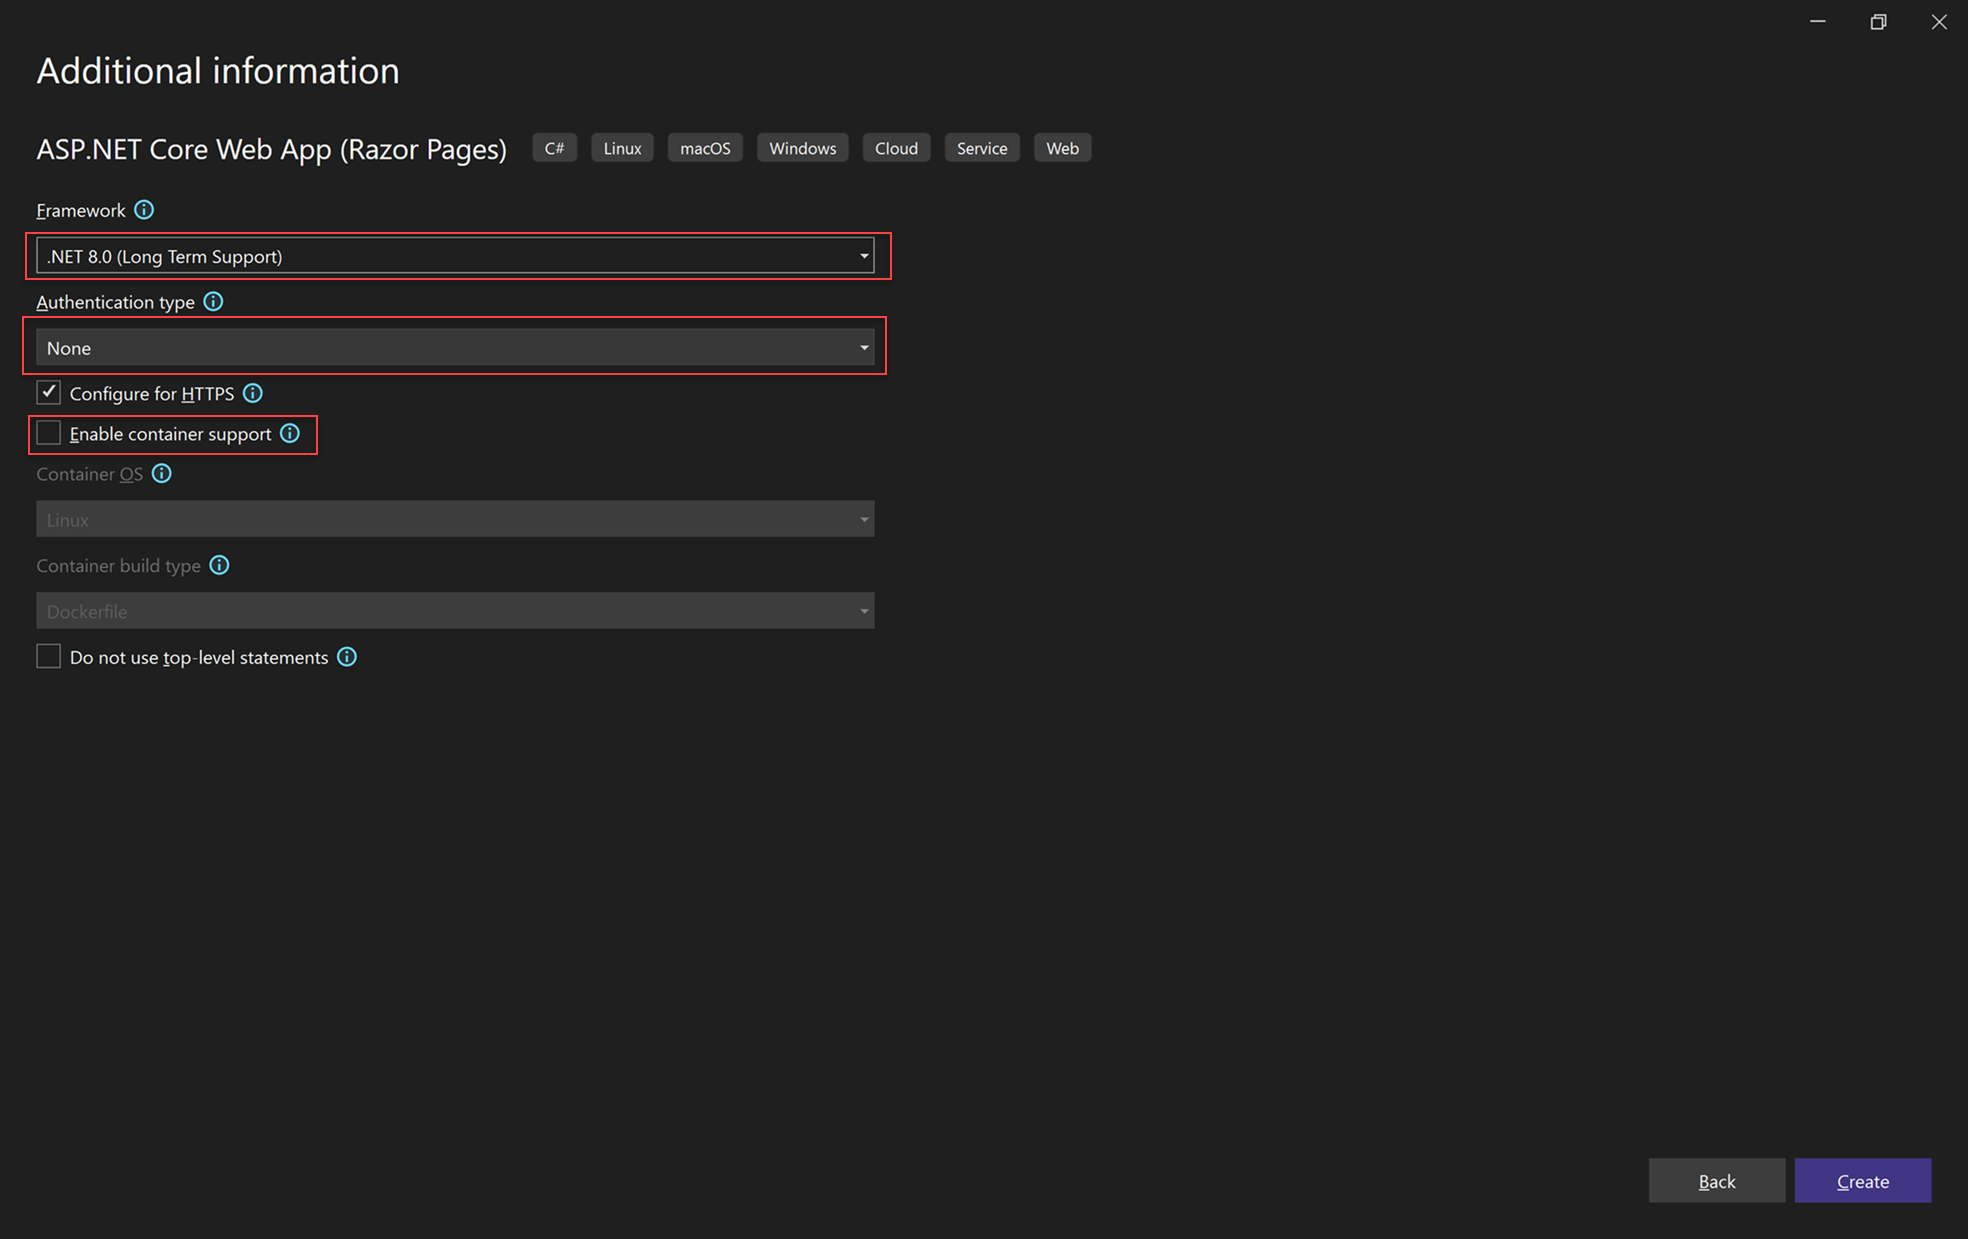 Additional information
ASP.NET Core Web App (Razor Pages) C# Linux macOS Windows Cloud Service Web
Framework
.NET 8.0 (Long Term Support)
Authentication type
None
Configure for HTTPS
Enable container support
Container OS
Linux
Container build type
Dockerfile
Do not use top-level statements
Back Create